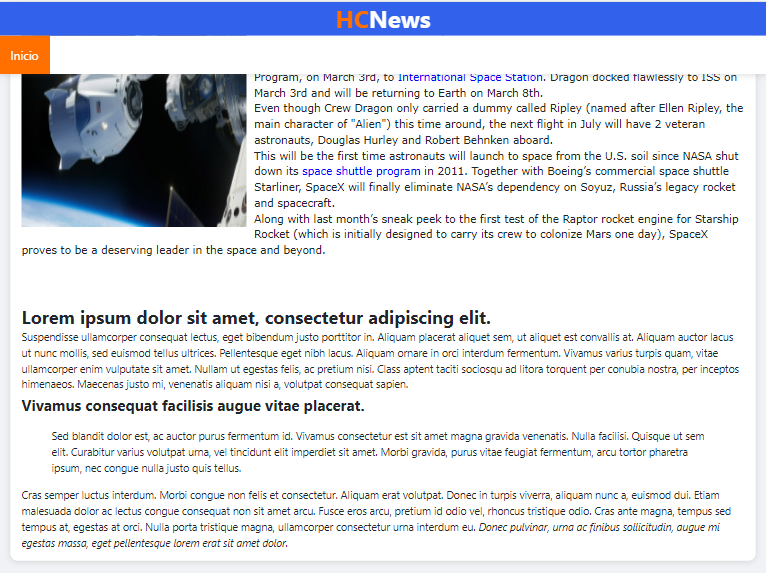 HCNews
Inicio
Program, on March 3rd, to International Space Station. Dragon docked flawlessly to ISS on
March 3rd and will be returning to Earth on March 8th.
Even though Crew Dragon only carried a dummy called Ripley (named after Ellen Ripley, the
main character of "Alien") this time around, the next flight in July will have 2 veteran
astronauts, Douglas Hurley and Robert Behnken aboard.
This will be the first time astronauts will launch to space from the U.S. soil since NASA shut
down its space shuttle program in 2011. Together with Boeing’s commercial space shuttle
Starliner, SpaceX will finally eliminate NASA’s dependency on Soyuz, Russia’s legacy rocket
and spacecraft.
Along with last month’s sneak peek to the first test of the Raptor rocket engine for Starship
Rocket (which is initially designed to carry its crew to colonize Mars one day), SpaceX
proves to be a deserving leader in the space and beyond.
Lorem ipsum dolor sit amet, consectetur adipiscing elit.
Suspendisse ullamcorper consequat lectus, eget bibendum justo porttitor in. Aliquam placerat aliquet sem, ut aliquet est convallis at. Aliquam auctor lacus
ut nunc mollis, sed euismod tellus ultrices. Pellentesque eget nibh lacus. Aliquam ornare in orci interdum fermentum. Vivamus varius turpis quam, vitae
ullamcorper enim vulputate sit amet. Nullam ut egestas felis, ac pretium nisi. Class aptent taciti sociosqu ad litora torquent per conubia nostra, per inceptos
himenaeos. Maecenas justo mi, venenatis aliquam nisi a, volutpat consequat sapien.
Vivamus consequat facilisis augue vitae placerat.
Sed blandit dolor est, ac auctor purus fermentum id. Vivamus consectetur est sit amet magna gravida venenatis. Nulla facilisi. Quisque ut sem
elit. Curabitur varius volutpat urna, vel tincidunt elit imperdiet sit amet. Morbi gravida, purus vitae feugiat fermentum, arcu tortor pharetra
ipsum, nec congue nulla justo quis tellus.
Cras semper luctus interdum. Morbi congue non felis et consectetur. Aliquam erat volutpat. Donec in turpis viverra, aliquam nunc a, euismod dui. Etiam
malesuada dolor ac lectus congue consequat non sit amet arcu. Fusce eros arcu, pretium id odio vel, rhoncus tristique odio. Cras ante magna, tempus sed
tempus at, egestas at orci. Nulla porta tristique magna, ullamcorper consectetur urna interdum eu. Donec pulvinar, urna ac finibus sollicitudin, augue mi
egestas massa, eget pellentesque lorem erat sit amet dolor.